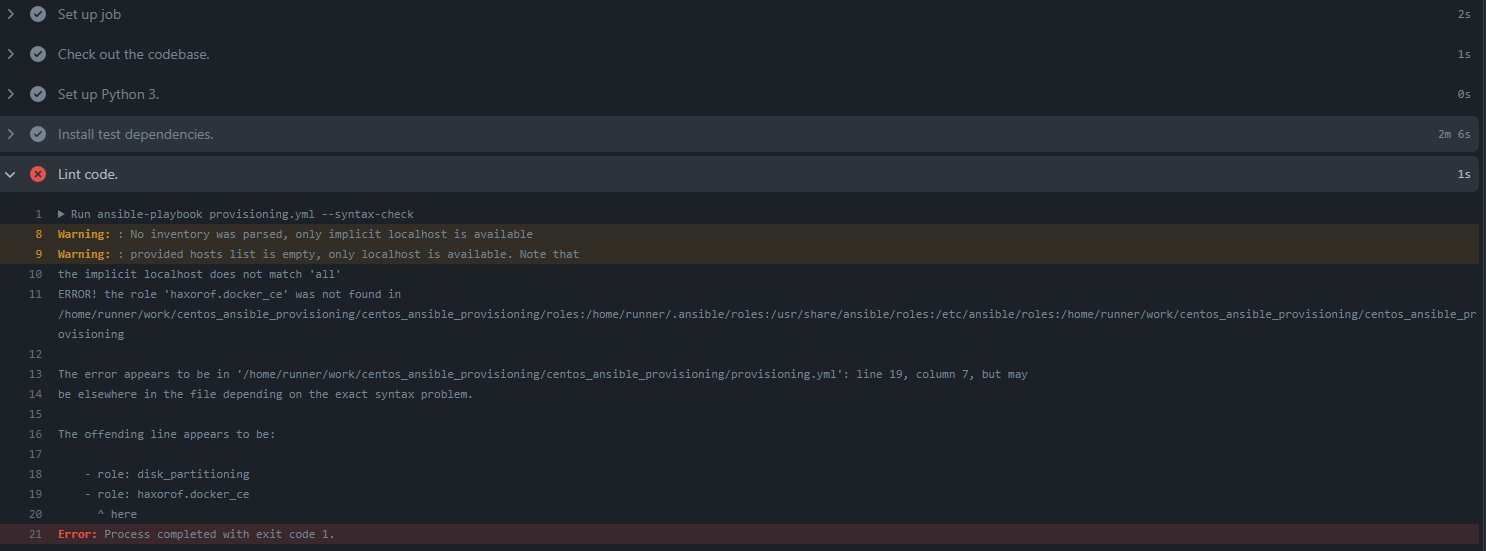 Set up job 2s
Check out the codebase. 1s
Set up Python 3. 0s
Install test dependencies. 2m 6s
Lint code. 1s
1 Run ansible-playbook provisioning.yml --syntax-check
8 Warning: : No inventory was parsed, only implicit localhost is available
9 Warning: : provided hosts list is empty, only localhost is available. Note that
10 the implicit localhost does not match 'all'
11 ERROR! the role 'haxorof.docker_ce' was not found in
/home/runner/work/centos_ansible_provisioning/centos_ansible_provisioning/roles:/home/runner/.ansible/roles:/usr/share/ansible/roles:/etc/ansible/roles:/home/runner/work/centos_ansible_provisioning/centos_ansible_pr
ovisioning
12
13 The error appears to be in '/home/runner/work/centos_ansible_provisioning/centos_ansible_provisioning/provisioning.yml': line 19, column 7, but may
14 be elsewhere in the file depending on the exact syntax problem.
15
16 The offending line appears to be:
17
18 - role: disk_partitioning
19 - role: haxorof.docker_ce
20 ^ here
21 Error: Process completed with exit code 1.